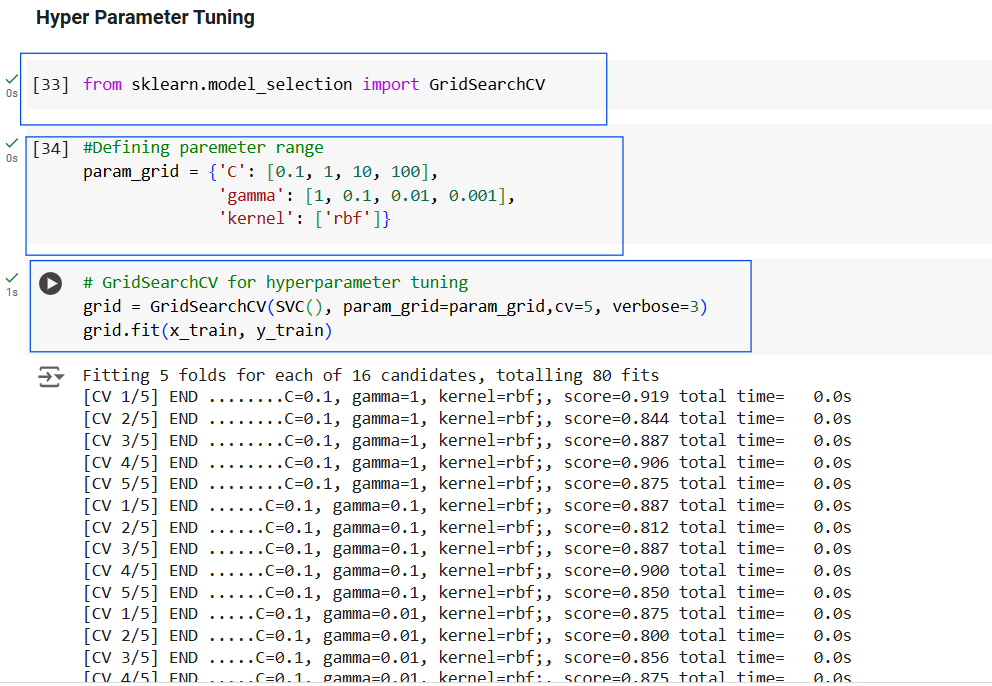 Hyper Parameter Tuning
[33] from sklearn.model_selection import GridSearchCV
0s
[34] #Defining paremeter range
0s
param_grid = {'C': [0.1, 1, 10, 100],
'gamma': [1, 0.1, 0.01, 0.001],
'kernel': ['rbf']}
# GridSearchCV for hyperparameter tuning
1s
grid = GridSearchCV(SVC(), param_grid=param_grid,cv=5, verbose=3)
grid.fit(x_train, y_train)
Fitting 5 folds for each of 16 candidates, totalling 80 fits
[CV 1/5] END ........C=0.1, gamma=1, kernel=rbf;, score=0.919 total time=   0.0s
[CV 2/5] END ........C=0.1, gamma=1, kernel=rbf;, score=0.844 total time=   0.0s
[CV 3/5] END ........C=0.1, gamma=1, kernel=rbf;, score=0.887 total time=   0.0s
[CV 4/5] END ........C=0.1, gamma=1, kernel=rbf;, score=0.906 total time=   0.0s
[CV 5/5] END ........C=0.1, gamma=1, kernel=rbf;, score=0.875 total time=   0.0s
[CV 1/5] END ......C=0.1, gamma=0.1, kernel=rbf;, score=0.887 total time=   0.0s
[CV 2/5] END ......C=0.1, gamma=0.1, kernel=rbf;, score=0.812 total time=   0.0s
[CV 3/5] END ......C=0.1, gamma=0.1, kernel=rbf;, score=0.887 total time=   0.0s
[CV 4/5] END ......C=0.1, gamma=0.1, kernel=rbf;, score=0.900 total time=   0.0s
[CV 5/5] END ......C=0.1, gamma=0.1, kernel=rbf;, score=0.850 total time=   0.0s
[CV 1/5] END .....C=0.1, gamma=0.01, kernel=rbf;, score=0.875 total time=   0.0s
[CV 2/5] END .....C=0.1, gamma=0.01, kernel=rbf;, score=0.800 total time=   0.0s
[CV 3/5] END .....C=0.1, gamma=0.01, kernel=rbf;, score=0.856 total time=   0.0s
[CV 4/5] END .....C=0.1, gamma=0.01, kernel=rbf;, score=0.875 total time=   0.0s